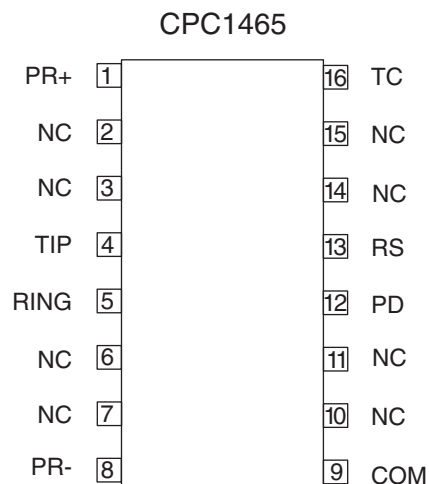 CPC1465
PR+ 1 16 TC
NC 2 15 NC
NC 3 14 NC
TIP 4 13 RS
RING 5 12 PD
NC 6 11 NC
NC 7 10 NC
PR- 8 9 COM